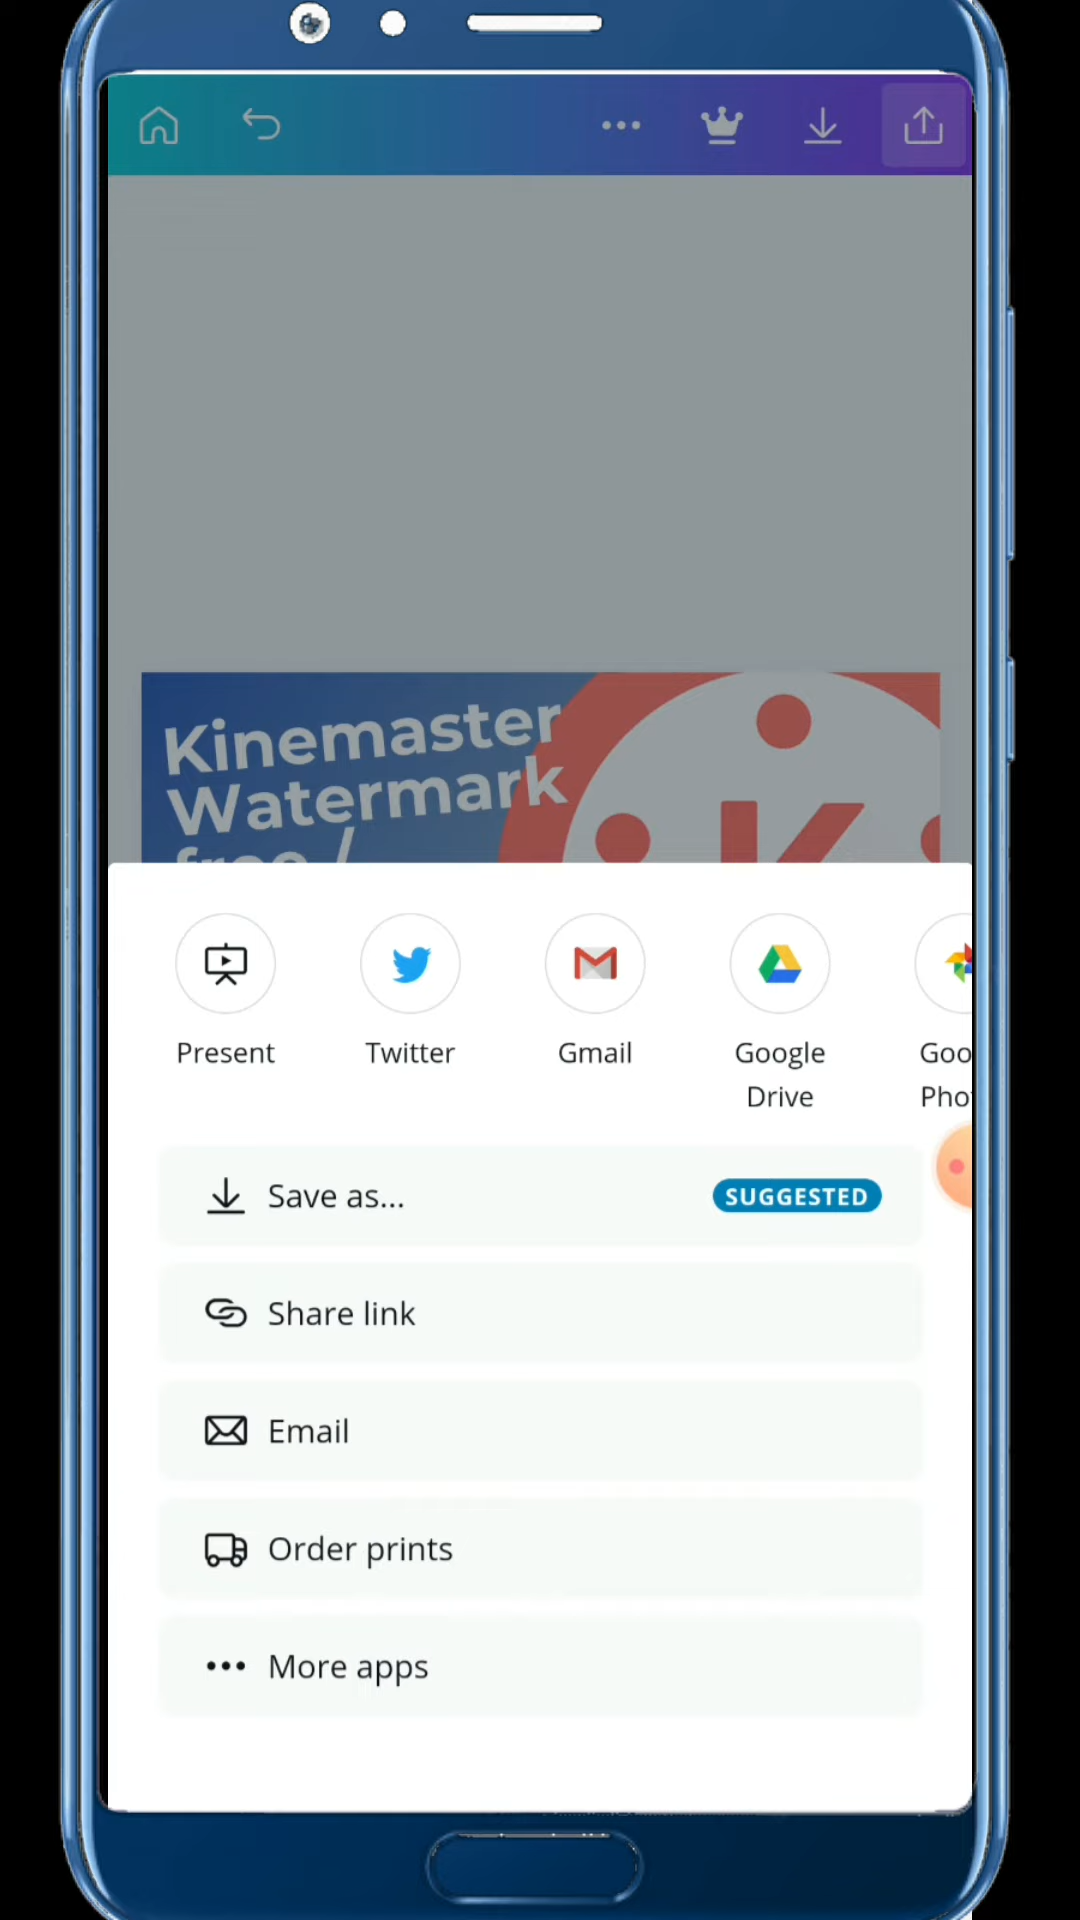 Kinemaster
Watermark
free /
Present
Twitter
Gmail
Google
Drive
Goo
Pho
Save as...
SUGGESTED
Share link
Email
Order prints
More apps